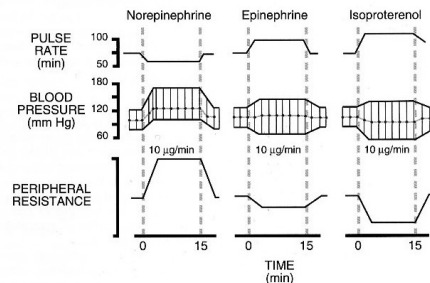 Norepinephrine Epinephrine Isoproterenol
PULSE RATE (min)
100
50
BLOOD PRESSURE (mm Hg)
180
120
60
10 µg/min 10 µg/min 10 µg/min
PERIPHERAL RESISTANCE
0 15 0 15 0 15
TIME
(min)